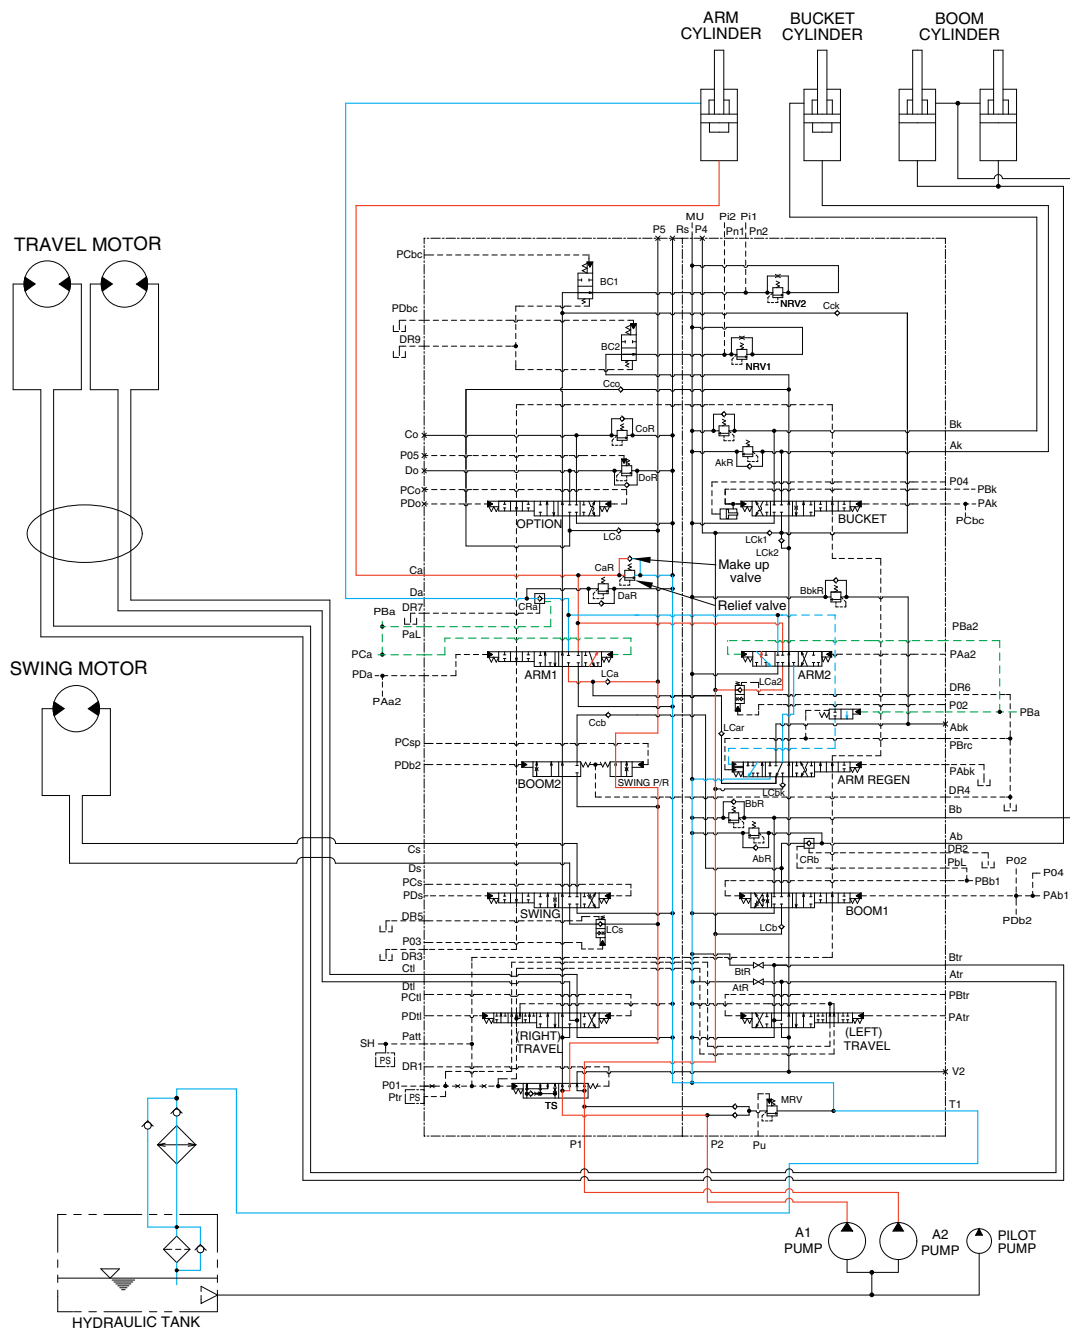 ARM
CYLINDER
BUCKET
CYLINDER
BOOM
CYLINDER
TRAVEL MOTOR
SWING MOTOR
MU
Pi2
Pi1
P5
Rs
P4
Pn1
Pn2
PCbc
BC1
NRV2
Cck
PDbc
DR9
BC2
NRV1
Cco
Co
CoR
Bk
Ak
P05
AkR
Do
DoR
P04
PCo
PBk
PDo
PAk
OPTION
BUCKET
PCbc
LCo
LCk1
LCk2
Make up
valve
Ca
CaR
Relief valve
Da
DaR
BbkR
DR7
CRa
PBa
PaL
PBa2
PCa
PAa2
PDa
ARM1
ARM2
LCa
LCa2
PAa2
DR6
P02
PBa
Ccb
LCar
Abk
PCsp
PBrc
PDb2
PAbk
BOOM2
SWING P/R
ARM REGEN
LCbk
DR4
BbR
Bb
AbR
Ab
CRb
DR2
Cs
PbL
P02
Ds
P04
PCs
PBb1
PDs
PAb1
SWING
BOOM1
PDb2
DR5
LCs
LCb
P03
DR3
Btr
Ctl
BtR
Atr
Dtl
AtR
PCtl
PBtr
PDtl
PAtr
Patt
(RIGHT)
TRAVEL
(LEFT)
TRAVEL
SH
PS
DR1
V2
P01
Ptr
PS
TS
MRV
T1
P1
P2
Pu
A1
PUMP
A2
PUMP
PILOT
PUMP
HYDRAULIC TANK